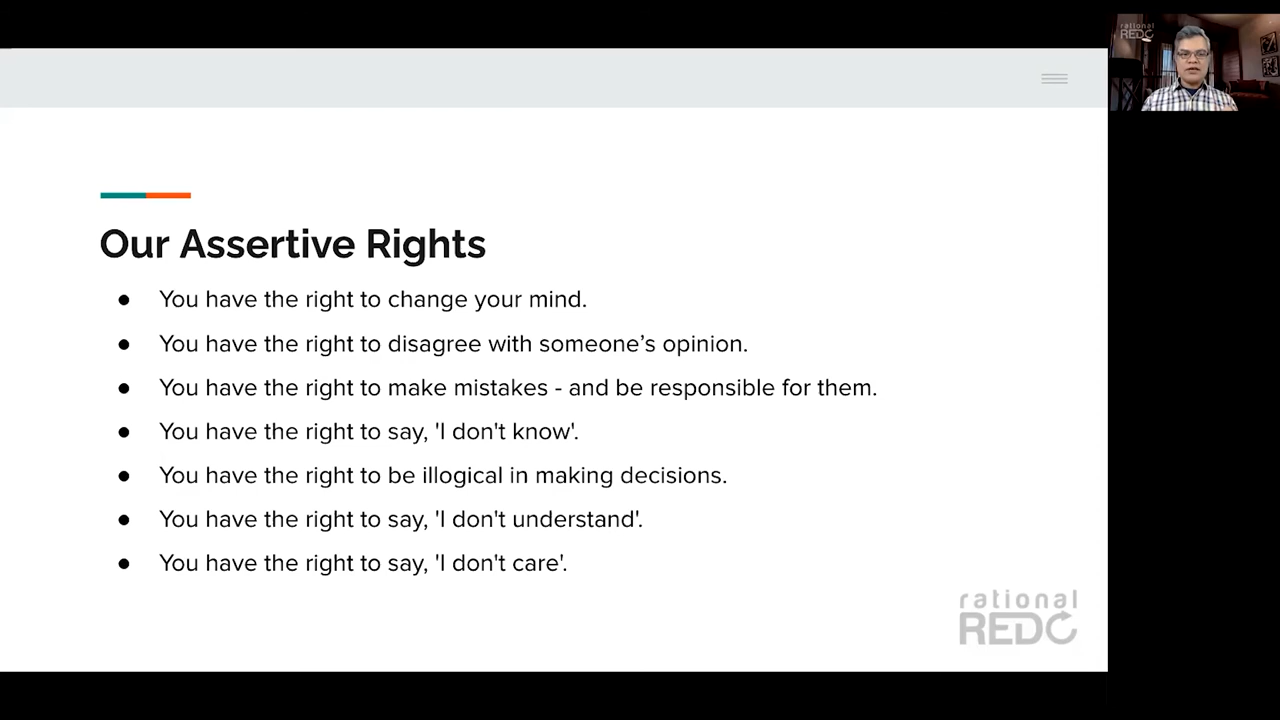 rational
REDO
Our Assertive Rights
● You have the right to change your mind.
● You have the right to disagree with someone’s opinion.
● You have the right to make mistakes - and be responsible for them.
● You have the right to say, 'I don't know'.
● You have the right to be illogical in making decisions.
● You have the right to say, 'I don't understand'.
● You have the right to say, 'I don't care'.
rational
REDO